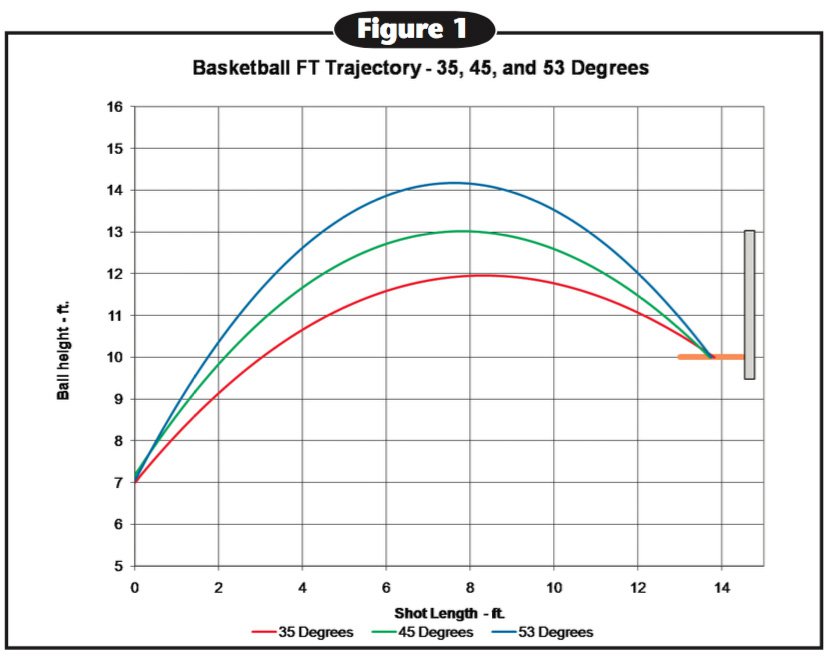 Figure 1
Basketball FT Trajectory - 35, 45, and 53 Degrees
16
15
14
13
12
11
10
9
8
7
6
5
Ball height - ft.
0 2 4 6 8 10 12 14
Shot Length - ft.
35 Degrees 45 Degrees 53 Degrees